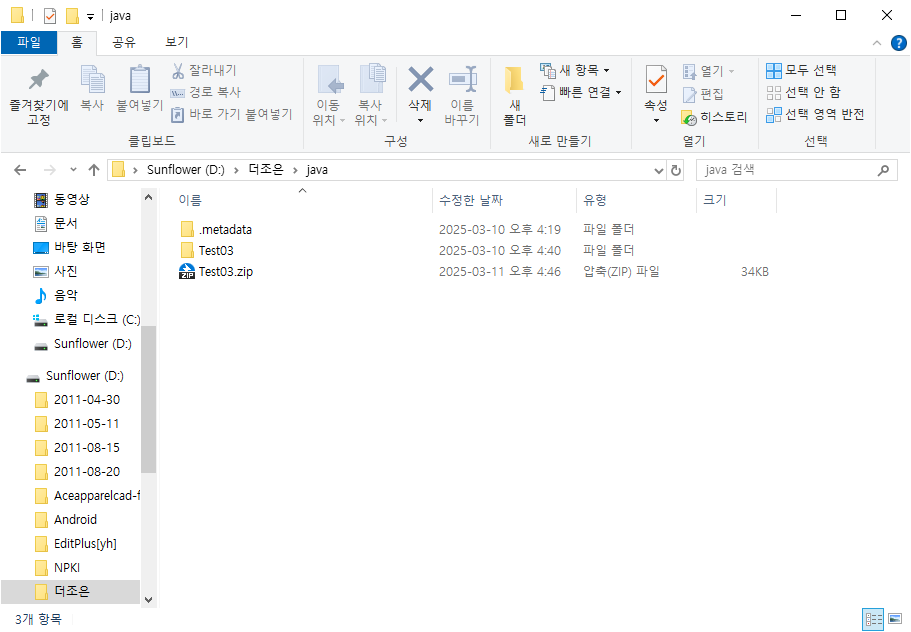 java
파일 홈 공유 보기
즐겨찾기에 고정
복사
붙여넣기
잘라내기
경로 복사
바로 가기 붙여넣기
클립보드
이동 위치
복사 위치
삭제
이름 바꾸기
구성
새 폴더
새 항목
빠른 연결
새로 만들기
속성
열기
편집
히스토리
열기
모두 선택
선택 안 함
선택 영역 반전
선택
Sunflower (D:) 더조은 java
java 검색
동영상
문서
바탕 화면
사진
음악
로컬 디스크 (C:)
Sunflower (D:)
Sunflower (D:)
2011-04-30
2011-05-11
2011-08-15
2011-08-20
Aceapparelcad-f
Android
EditPlus[yh]
NPKI
더조은
이름 수정한 날짜 유형 크기
.metadata 2025-03-10 오후 4:19 파일 폴더
Test03 2025-03-10 오후 4:40 파일 폴더
ZIP Test03.zip 2025-03-11 오후 4:46 압축(ZIP) 파일 34KB
3개 항목